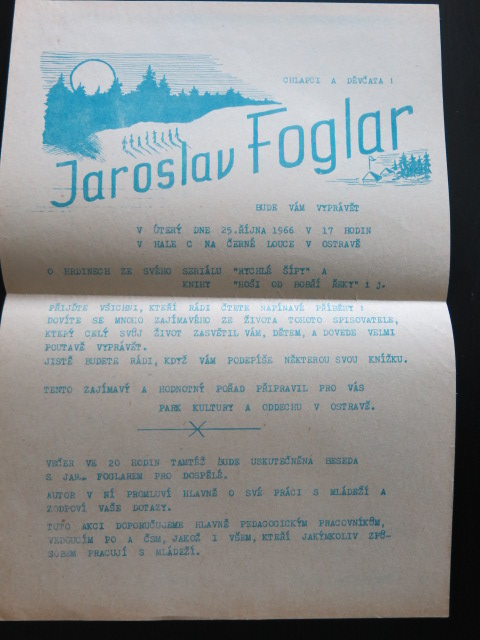 CHLAPCI A DĚVČATA !
Jaroslav Foglar
BUDE VÁM VYPRÁVĚT
V ÚTERÝ DNE 25.ŘÍJNA 1966 V 17 HODIN
V HALE C NA ČERNÉ LOUCE V OSTRAVĚ
O HRDINECH ZE SVÉHO SERIÁLU "RYCHLÉ ŠÍPY" A
KNIHY "HOŠI OD BOBŘÍ ŘEKY" i j.
PŘIJĎTE VŠICHNI, KTEŘÍ RÁDI ČTETE NAPÍNAVÉ PŘÍBĚHY !
DOVÍTE SE MNOHO ZAJÍMAVÉHO ZE ŽIVOTA TOHOTO SPISOVATELE,
KTERÝ CELÝ SVŮJ ŽIVOT ZASVĚTIL VÁM, DĚTEM, A DOVEDE VELMI
POUTAVĚ VYPRÁVĚT.
JISTĚ BUDETE RÁDI, KDYŽ VÁM PODEPÍŠE NĚKTEROU SVOU KNÍŽKU.
TENTO ZAJÍMAVÝ A HODNOTNÝ POŘAD PŘIPRAVIL PRO VÁS
PARK KULTURY A ODDECHU V OSTRAVĚ.
VEČER VE 20 HODIN TAMTÉŽ BUDE USKUTEČNĚNA BESEDA
S JAR. FOGLAREM PRO DOSPĚLÉ.
AUTOR V NÍ PROMLUVÍ HLAVNĚ O SVÉ PRÁCI S MLÁDEŽÍ A
ZODPOVÍ VAŠE DOTAZY.
TUTO AKCI DOPORUČUJEME HLAVNĚ PEDAGOGICKÝM PRACOVNÍKŮM,
VEDOUCÍM PO A ČSM, JAKOŽ I VŠEM, KTEŘÍ JAKÝMKOLIV ZPŮ-
SOBEM PRACUJÍ S MLÁDEŽÍ.